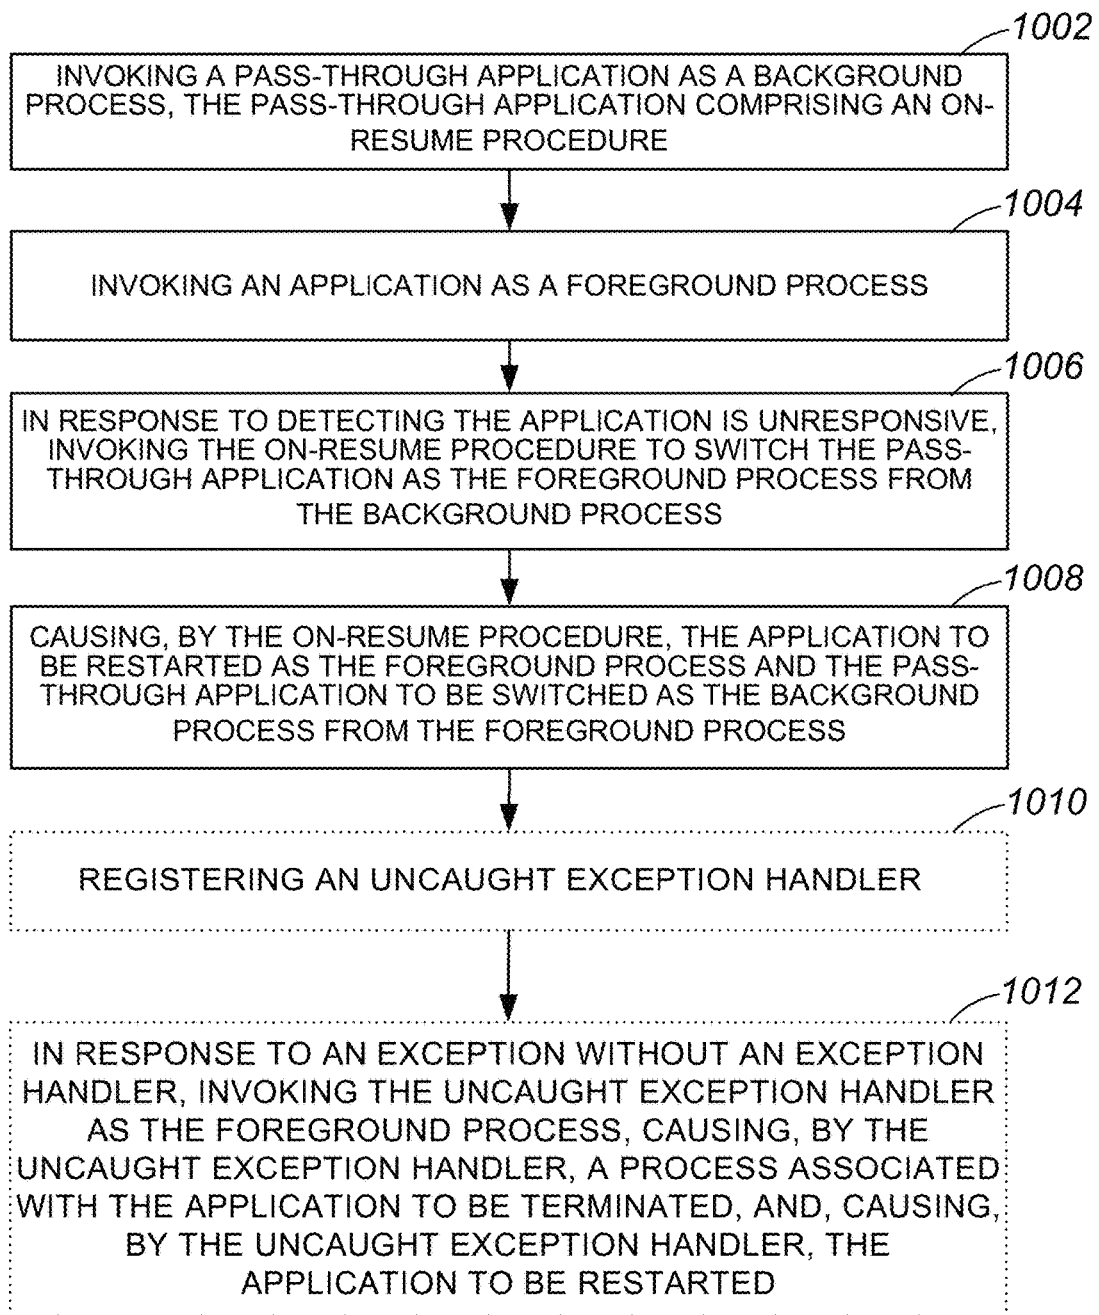 1002
INVOKING A PASS-THROUGH APPLICATION AS A BACKGROUND
PROCESS, THE PASS-THROUGH APPLICATION COMPRISING AN ON-
RESUME PROCEDURE
1004
INVOKING AN APPLICATION AS A FOREGROUND PROCESS
1006
IN RESPONSE TO DETECTING THE APPLICATION IS UNRESPONSIVE,
INVOKING THE ON-RESUME PROCEDURE TO SWITCH THE PASS-
THROUGH APPLICATION AS THE FOREGROUND PROCESS FROM
THE BACKGROUND PROCESS
1008
CAUSING, BY THE ON-RESUME PROCEDURE, THE APPLICATION TO
BE RESTARTED AS THE FOREGROUND PROCESS AND THE PASS-
THROUGH APPLICATION TO BE SWITCHED AS THE BACKGROUND
PROCESS FROM THE FOREGROUND PROCESS
1010
REGISTERING AN UNCAUGHT EXCEPTION HANDLER
1012
IN RESPONSE TO AN EXCEPTION WITHOUT AN EXCEPTION
HANDLER, INVOKING THE UNCAUGHT EXCEPTION HANDLER
AS THE FOREGROUND PROCESS, CAUSING, BY THE
UNCAUGHT EXCEPTION HANDLER, A PROCESS ASSOCIATED
WITH THE APPLICATION TO BE TERMINATED, AND, CAUSING,
BY THE UNCAUGHT EXCEPTION HANDLER, THE
APPLICATION TO BE RESTARTED